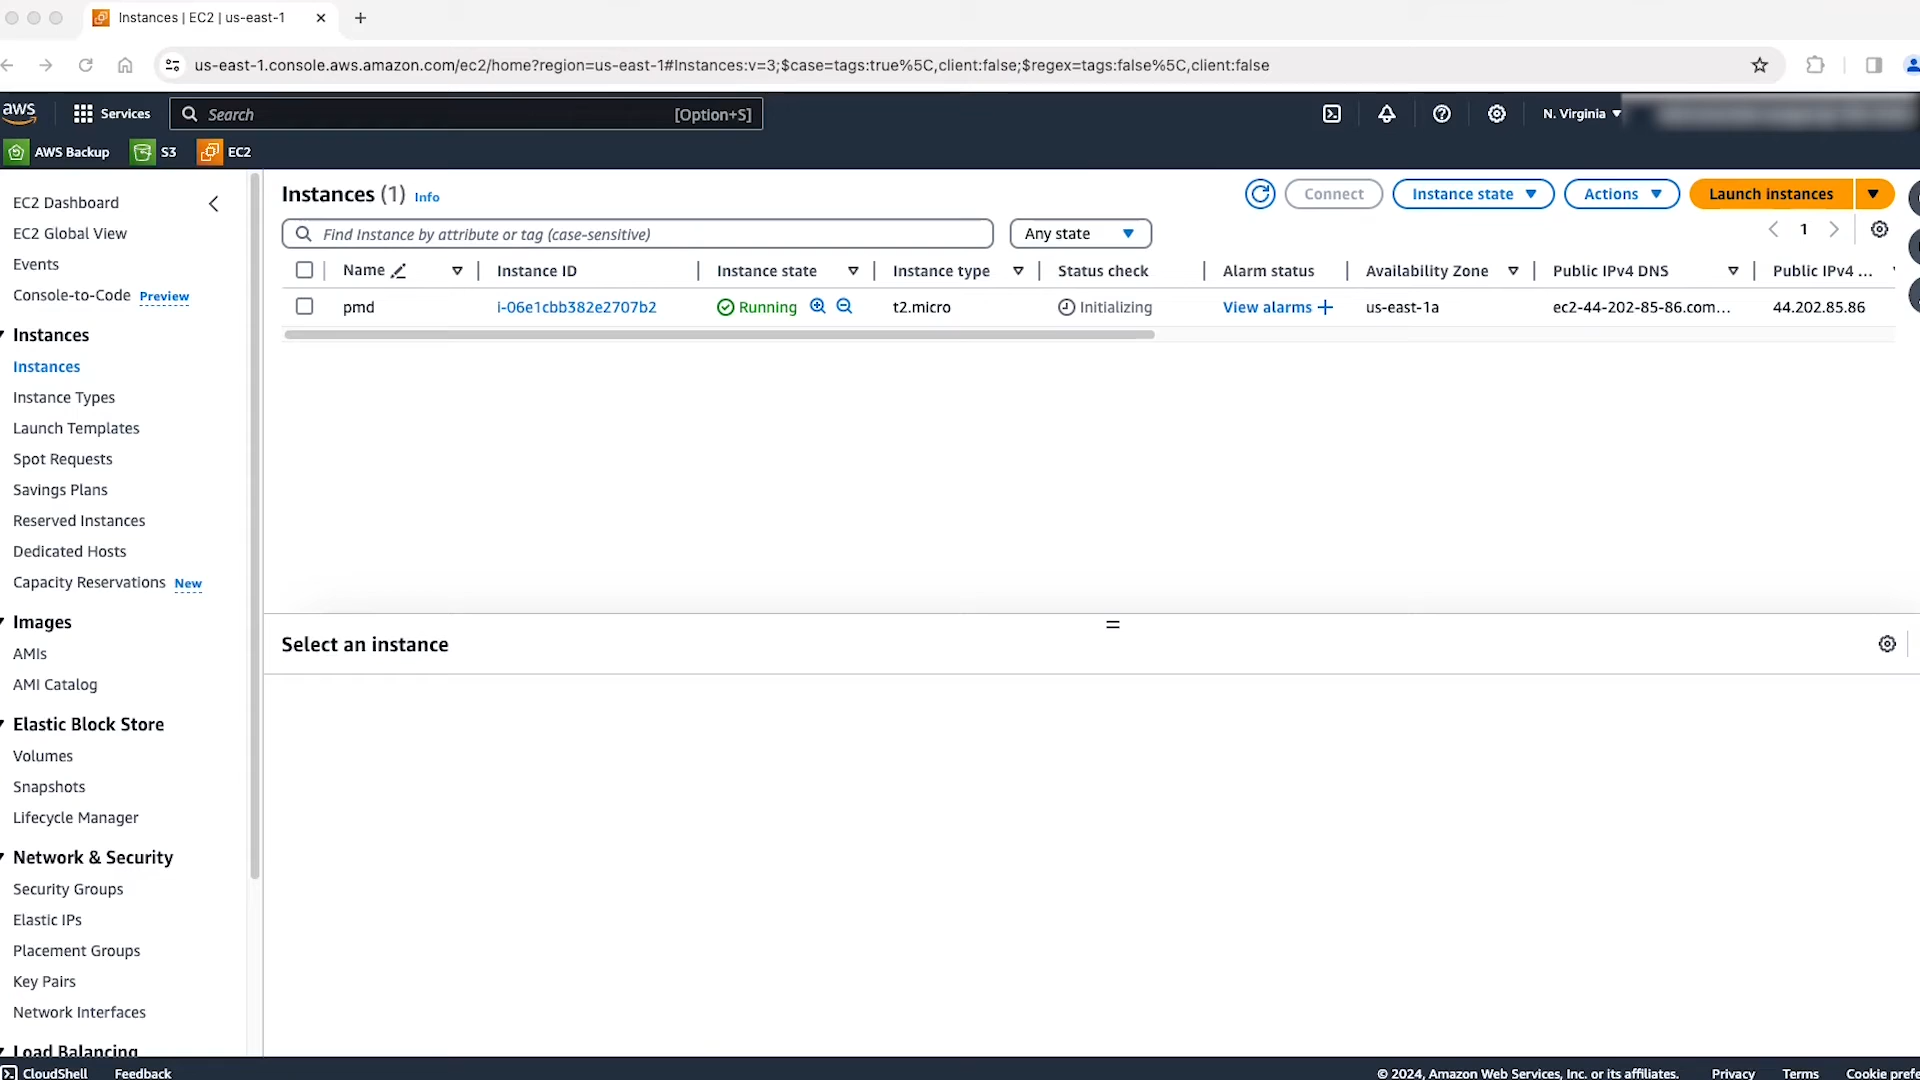 Instances | EC2 | us-east-1
us-east-1.console.aws.amazon.com/ec2/home?region=us-east-1#Instances:v=3;$case=tags:true%5C,client:false;$regex=tags:false%5C,client:false
aws Services Search [Option+S] N. Virginia
AWS Backup S3 EC2
EC2 Dashboard
EC2 Global View
Events
Console-to-Code Preview
Instances
Instances
Instance Types
Launch Templates
Spot Requests
Savings Plans
Reserved Instances
Dedicated Hosts
Capacity Reservations New
Images
AMIs
AMI Catalog
Elastic Block Store
Volumes
Snapshots
Lifecycle Manager
Network & Security
Security Groups
Elastic IPs
Placement Groups
Key Pairs
Network Interfaces
Load Balancing
Instances (1) Info Connect Instance state Actions Launch instances
Find Instance by attribute or tag (case-sensitive) Any state 1
Name Instance ID Instance state Instance type Status check Alarm status Availability Zone Public IPv4 DNS Public IPv4 ...
pmd i-06e1cbb382e2707b2 Running t2.micro Initializing View alarms us-east-1a ec2-44-202-85-86.com... 44.202.85.86
Select an instance
CloudShell Feedback © 2024, Amazon Web Services, Inc. or its affiliates. Privacy Terms Cookie prefe